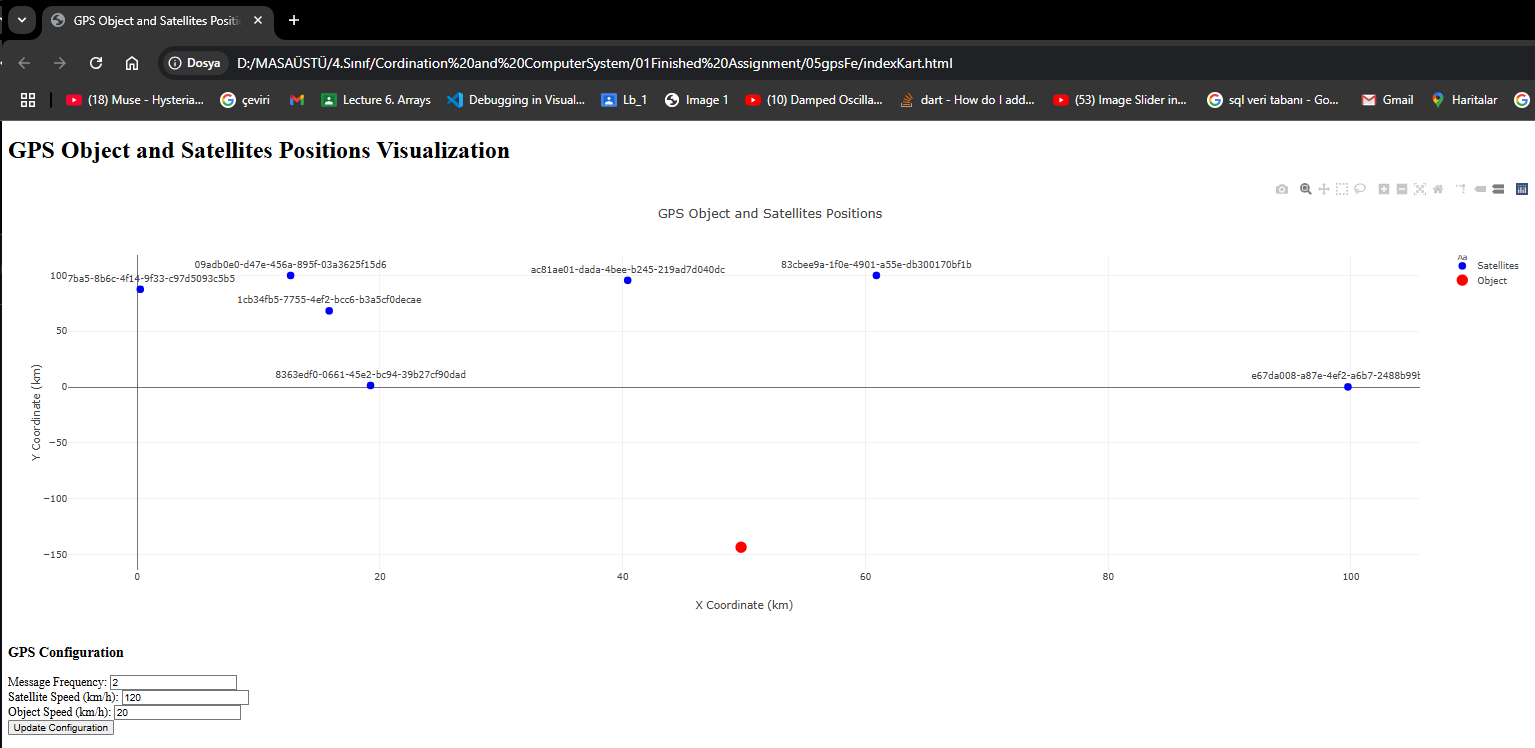 GPS Object and Satellites Positio
Dosya D:/MASAÜSTÜ/4.Sınıf/Cordination%20and%20ComputerSystem/01Finished%20Assignment/05gpsFe/indexKart.html
(18) Muse - Hysteria... çeviri Lecture 6. Arrays Debugging in Visual... Lb_1 Image 1 (10) Damped Oscilla... dart - How do I add... (53) Image Slider in... sql veri tabanı - Go... Gmail Haritalar
GPS Object and Satellites Positions Visualization
GPS Object and Satellites Positions
09adb0e0-d47e-456a-895f-03a3625f15d6
ac81ae01-dada-4bee-b245-219ad7d040dc
83cbee9a-1f0e-4901-a55e-db300170bf1b
7ba5-8b6c-4f14-9f33-c97d5093c5b5
1cb34fb5-7755-4ef2-bcc6-b3a5cf0decae
8363edf0-0661-45e2-bc94-39b27cf90dad
e67da008-a87e-4ef2-a6b7-2488b99b
Aa
Satellites
Object
100
50
0
−50
−100
−150
Y Coordinate (km)
0 20 40 60 80 100
X Coordinate (km)
GPS Configuration
Message Frequency: 2
Satellite Speed (km/h): 120
Object Speed (km/h): 20
Update Configuration